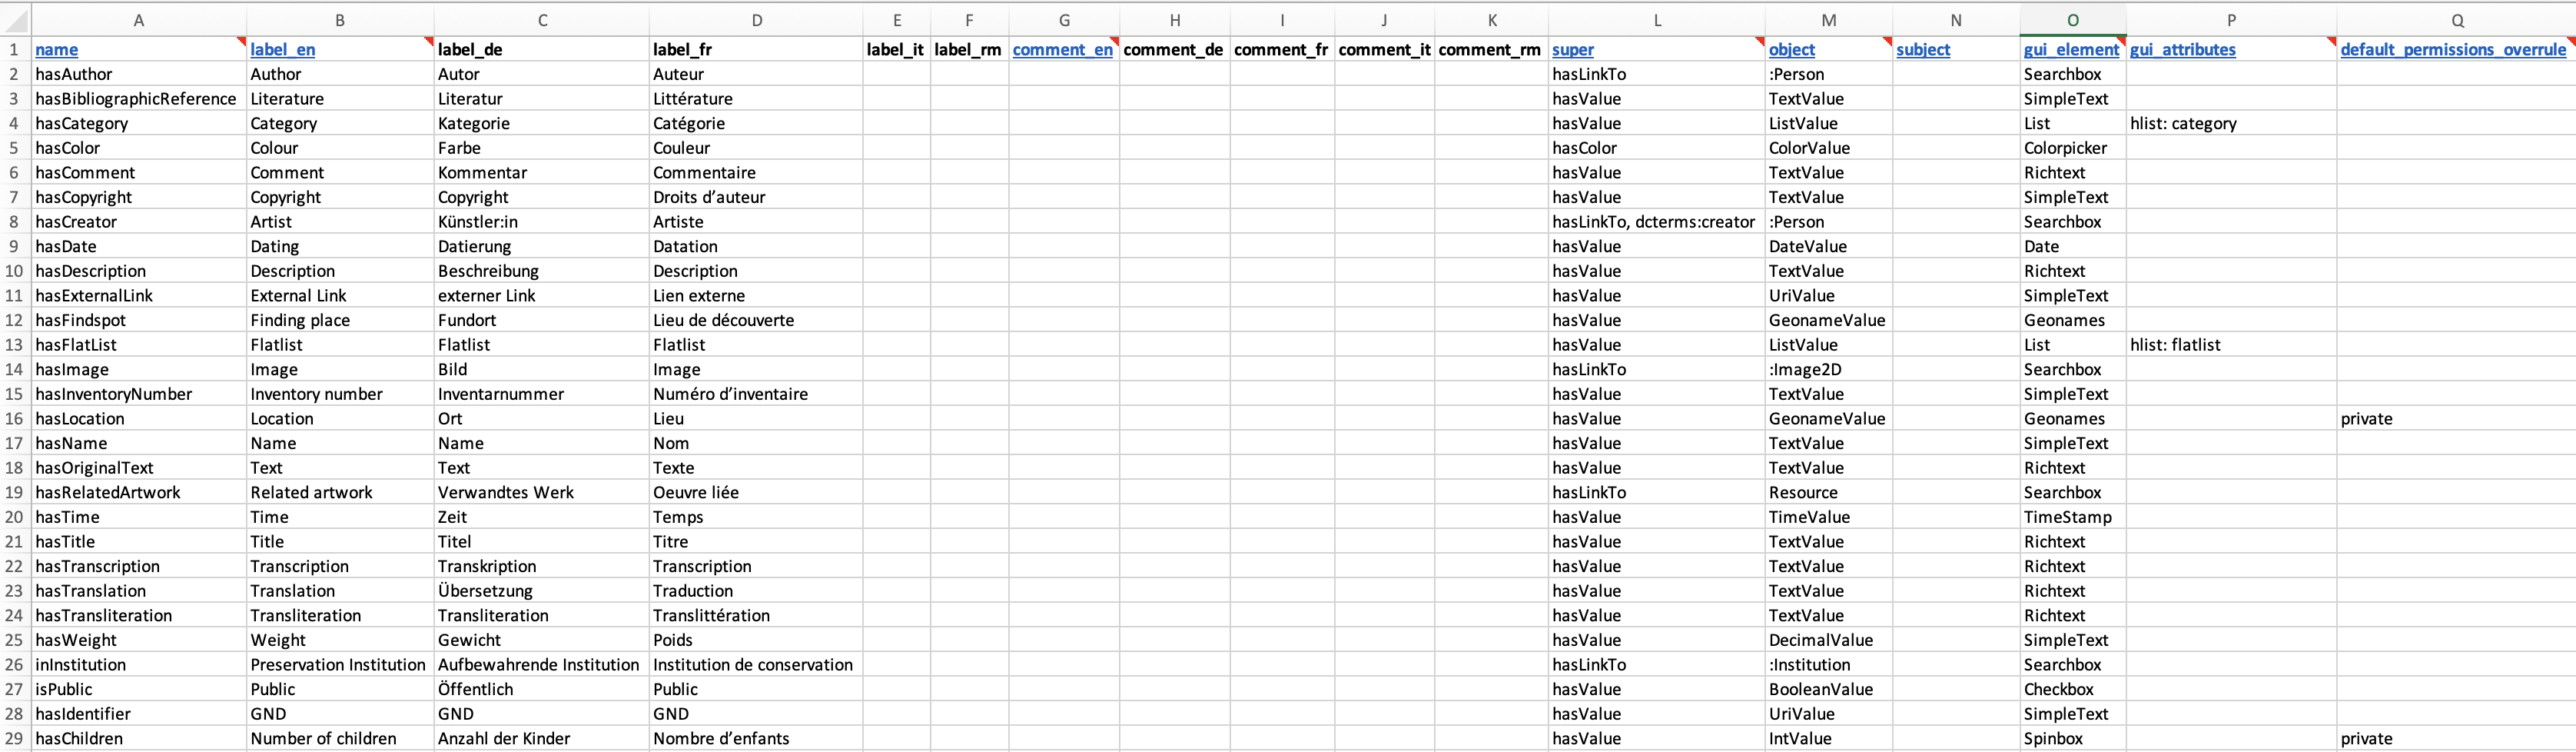 A B C D E F G H I J K L M N O P Q
1 name label_en label_de label_fr label_it label_rm comment_en comment_de comment_fr comment_it comment_rm super object subject gui_element gui_attributes default_permissions_overrule
2 hasAuthor Author Autor Auteur hasLinkTo :Person Searchbox
3 hasBibliographicReference Literature Literatur Littérature hasValue TextValue SimpleText
4 hasCategory Category Kategorie Catégorie hasValue ListValue List hlist: category
5 hasColor Colour Farbe Couleur hasColor ColorValue Colorpicker
6 hasComment Comment Kommentar Commentaire hasValue TextValue Richtext
7 hasCopyright Copyright Copyright Droits d’auteur hasValue TextValue SimpleText
8 hasCreator Artist Künstler:in Artiste hasLinkTo, dcterms:creator :Person Searchbox
9 hasDate Dating Datierung Datation hasValue DateValue Date
10 hasDescription Description Beschreibung Description hasValue TextValue Richtext
11 hasExternalLink External Link externer Link Lien externe hasValue UriValue SimpleText
12 hasFindspot Finding place Fundort Lieu de découverte hasValue GeonameValue Geonames
13 hasFlatList Flatlist Flatlist Flatlist hasValue ListValue List hlist: flatlist
14 hasImage Image Bild Image hasLinkTo :Image2D Searchbox
15 hasInventoryNumber Inventory number Inventarnummer Numéro d’inventaire hasValue TextValue SimpleText
16 hasLocation Location Ort Lieu hasValue GeonameValue Geonames private
17 hasName Name Name Nom hasValue TextValue SimpleText
18 hasOriginalText Text Text Texte hasValue TextValue Richtext
19 hasRelatedArtwork Related artwork Verwandtes Werk Oeuvre liée hasLinkTo Resource Searchbox
20 hasTime Time Zeit Temps hasValue TimeValue TimeStamp
21 hasTitle Title Titel Titre hasValue TextValue Richtext
22 hasTranscription Transcription Transkription Transcription hasValue TextValue Richtext
23 hasTranslation Translation Übersetzung Traduction hasValue TextValue Richtext
24 hasTransliteration Transliteration Transliteration Translittération hasValue TextValue Richtext
25 hasWeight Weight Gewicht Poids hasValue DecimalValue SimpleText
26 inInstitution Preservation Institution Aufbewahrende Institution Institution de conservation hasLinkTo :Institution Searchbox
27 isPublic Public Öffentlich Public hasValue BooleanValue Checkbox
28 hasIdentifier GND GND GND hasValue UriValue SimpleText
29 hasChildren Number of children Anzahl der Kinder Nombre d’enfants hasValue IntValue Spinbox private